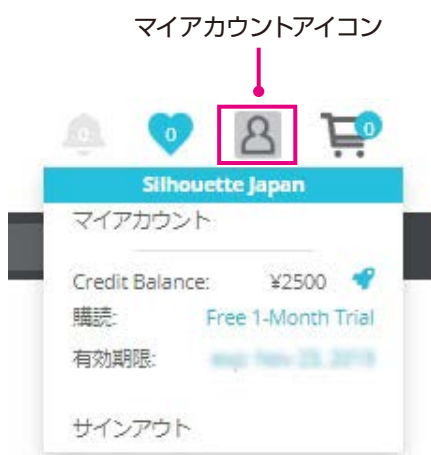 マイアカウントアイコン
0 0 0
Silhouette Japan
マイアカウント
Credit Balance: ¥2500
購読: Free 1-Month Trial
有効期限:
サインアウト